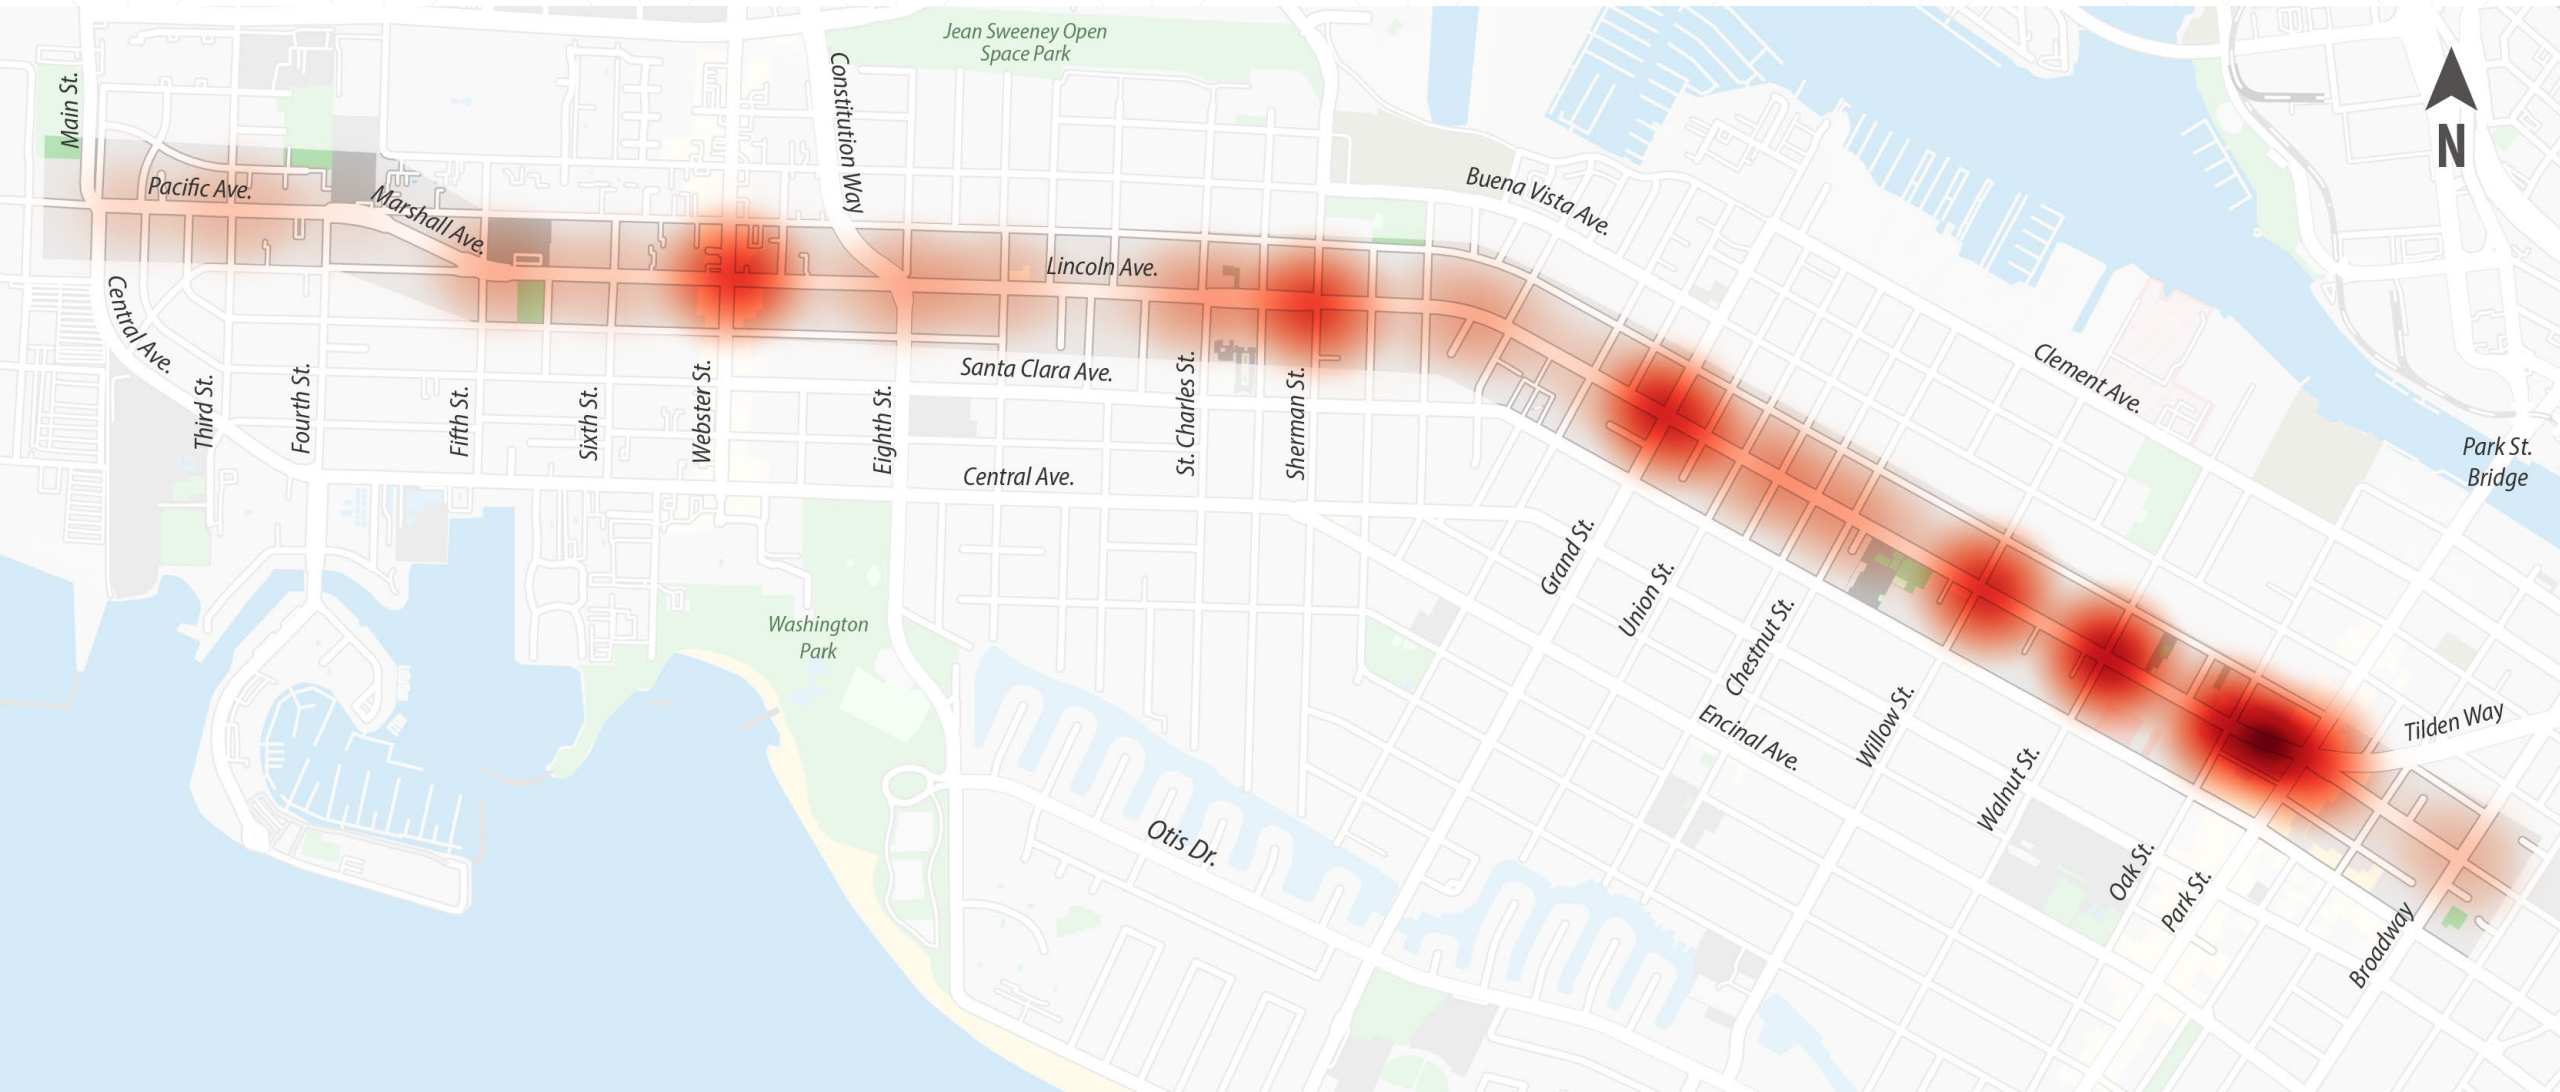 Jean Sweeney Open
Space Park
Main St.
Constitution Way
N
Pacific Ave.
Marshall Ave.
Buena Vista Ave.
Lincoln Ave.
Central Ave.
Santa Clara Ave.
Clement Ave.
Third St.
Fourth St.
Fifth St.
Sixth St.
Webster St.
Eighth St.
St. Charles St.
Sherman St.
Park St.
Bridge
Central Ave.
Grand St.
Union St.
Chestnut St.
Washington
Park
Encinal Ave.
Willow St.
Tilden Way
Walnut St.
Otis Dr.
Oak St.
Park St.
Broadway